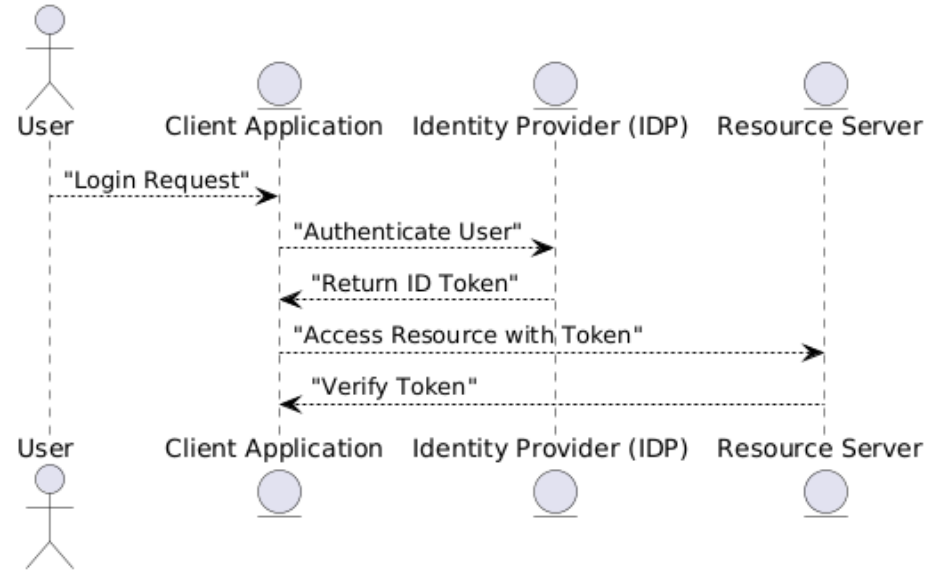 User
Client Application
Identity Provider (IDP)
Resource Server
"Login Request"
"Authenticate User"
"Return ID Token"
"Access Resource with Token"
"Verify Token"
User
Client Application
Identity Provider (IDP)
Resource Server